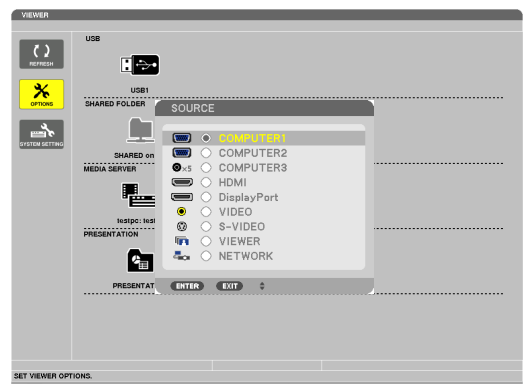 VIEWER
USB
REFRESH
USB1
OPTIONS
SHARED FOLDER
SOURCE
COMPUTER1
COMPUTER2
SYSTEM SETTING
×5 COMPUTER3
SHARED on
HDMI
MEDIA SERVER
DisplayPort
VIDEO
testpc: test
S-VIDEO
PRESENTATION
VIEWER
NETWORK
PRESENTAT
ENTER EXIT
SET VIEWER OPTIONS.